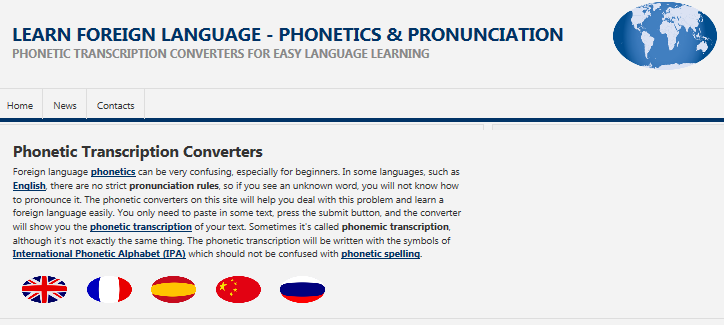 LEARN FOREIGN LANGUAGE - PHONETICS & PRONUNCIATION
PHONETIC TRANSCRIPTION CONVERTERS FOR EASY LANGUAGE LEARNING
Home News Contacts
Phonetic Transcription Converters
Foreign language phonetics can be very confusing, especially for beginners. In some languages, such as
English, there are no strict pronunciation rules, so if you see an unknown word, you will not know how
to pronounce it. The phonetic converters on this site will help you deal with this problem and learn a
foreign language easily. You only need to paste in some text, press the submit button, and the converter
will show you the phonetic transcription of your text. Sometimes it's called phonemic transcription,
although it's not exactly the same thing. The phonetic transcription will be written with the symbols of
International Phonetic Alphabet (IPA) which should not be confused with phonetic spelling.